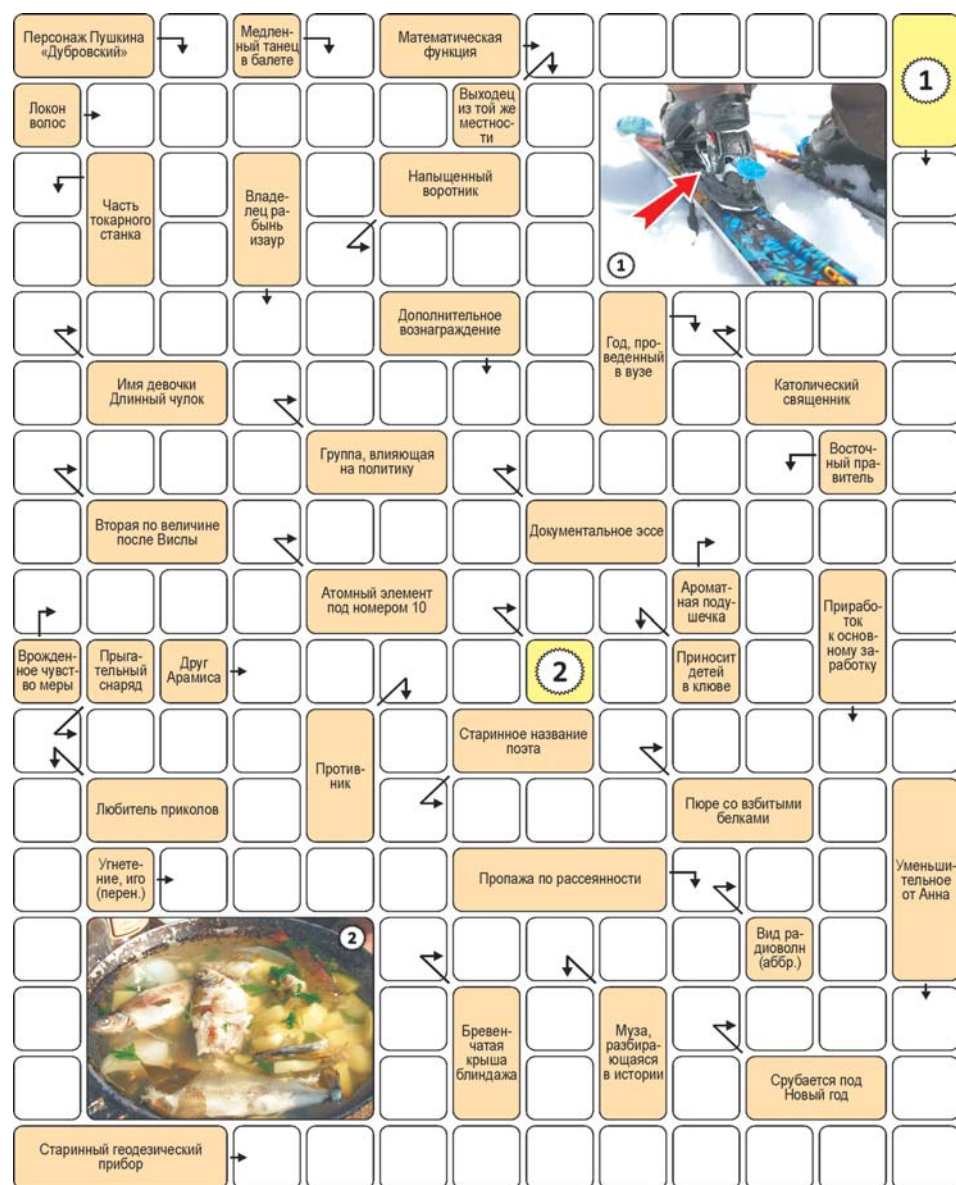 Персонаж Пушкина
«Дубровский»
Медлен-
ный танец
в балете
Математическая
функция
1
Локон
волос
Выходец
из той же
местнос-
ти
Часть
токарного
станка
Владе-
лец ра-
бынь
изаур
Напыщенный
воротник
1
Дополнительное
вознаграждение
Год, про-
веденный
в вузе
Имя девочки
Длинный чулок
Католический
священник
Группа, влияющая
на политику
Восточ-
ный пра-
витель
Вторая по величине
после Вислы
Документальное эссе
Атомный элемент
под номером 10
Аромат-
ная поду-
шечка
Прирабо-
ток
к основ-
ному за-
работку
Врожден-
ное чувст-
во меры
Прыга-
тельный
снаряд
Друг
Арамиса
2
Приносит
детей
в клюве
Против-
ник
Старинное название
поэта
Любитель приколов
Пюре со взбитыми
белками
Уменьши-
тельное
от Анна
Угнете-
ние, иго
(перен.)
Пропажа по рассеянности
2
Вид ра-
диоволн
(аббр.)
Бревен-
чатая
крыша
блиндажа
Муза,
разбира-
ющаяся
в истории
Срубается под
Новый год
Старинный геодезический
прибор